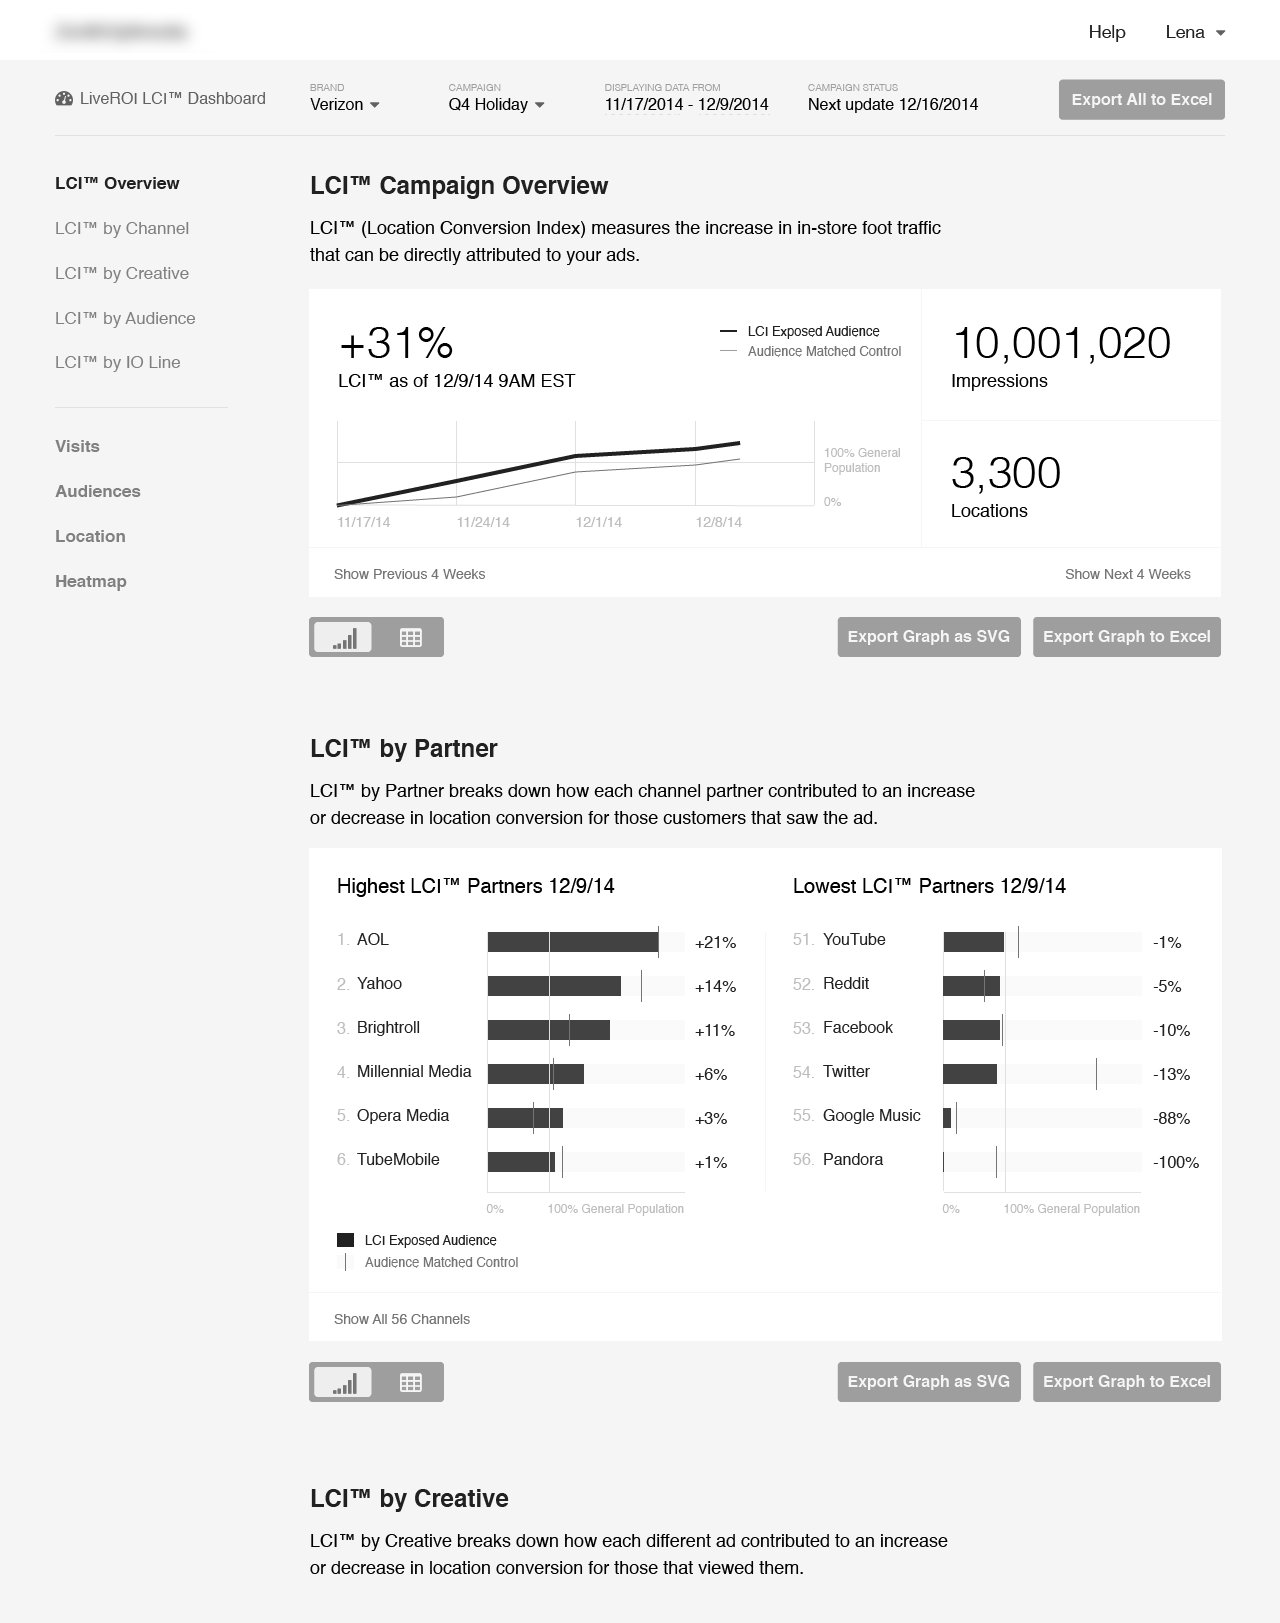 Help
Lena
LiveROI LCI™ Dashboard
BRAND
Verizon
CAMPAIGN
Q4 Holiday
DISPLAYING DATA FROM
11/17/2014 - 12/9/2014
CAMPAIGN STATUS
Next update 12/16/2014
Export All to Excel
LCI™ Overview
LCI™ by Channel
LCI™ by Creative
LCI™ by Audience
LCI™ by IO Line
Visits
Audiences
Location
Heatmap
LCI™ Campaign Overview
LCI™ (Location Conversion Index) measures the increase in in-store foot traffic
that can be directly attributed to your ads.
+31%
LCI™ as of 12/9/14 9AM EST
LCI Exposed Audience
Audience Matched Control
100% General
Population
0%
11/17/14
11/24/14
12/1/14
12/8/14
10,001,020
Impressions
3,300
Locations
Show Previous 4 Weeks
Show Next 4 Weeks
Export Graph as SVG
Export Graph to Excel
LCI™ by Partner
LCI™ by Partner breaks down how each channel partner contributed to an increase
or decrease in location conversion for those customers that saw the ad.
Highest LCI™ Partners 12/9/14
1. AOL +21%
2. Yahoo +14%
3. Brightroll +11%
4. Millennial Media +6%
5. Opera Media +3%
6. TubeMobile +1%
0% 100% General Population
LCI Exposed Audience
Audience Matched Control
Lowest LCI™ Partners 12/9/14
51. YouTube -1%
52. Reddit -5%
53. Facebook -10%
54. Twitter -13%
55. Google Music -88%
56. Pandora -100%
0% 100% General Population
Show All 56 Channels
Export Graph as SVG
Export Graph to Excel
LCI™ by Creative
LCI™ by Creative breaks down how each different ad contributed to an increase
or decrease in location conversion for those that viewed them.